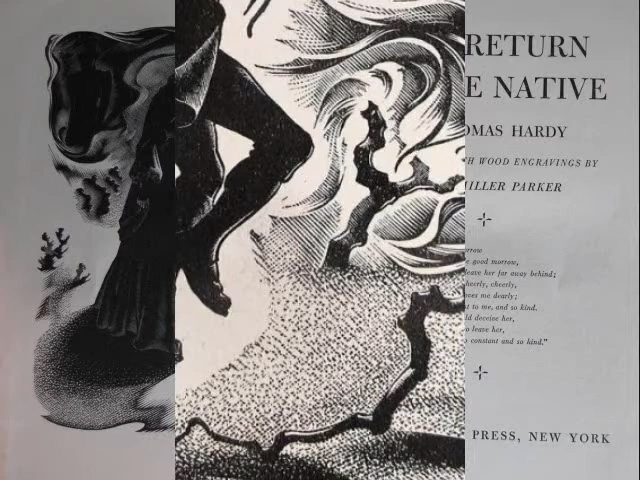 RETURN
E NATIVE
OMAS HARDY
H WOOD ENGRAVINGS BY
MILLER PARKER
rrow
e good morrow,
leave her far away behind;
heerly, cheerly,
oves me dearly;
nt to me, and so kind.
ld deceive her,
o leave her,
constant and so kind."
PRESS, NEW YORK